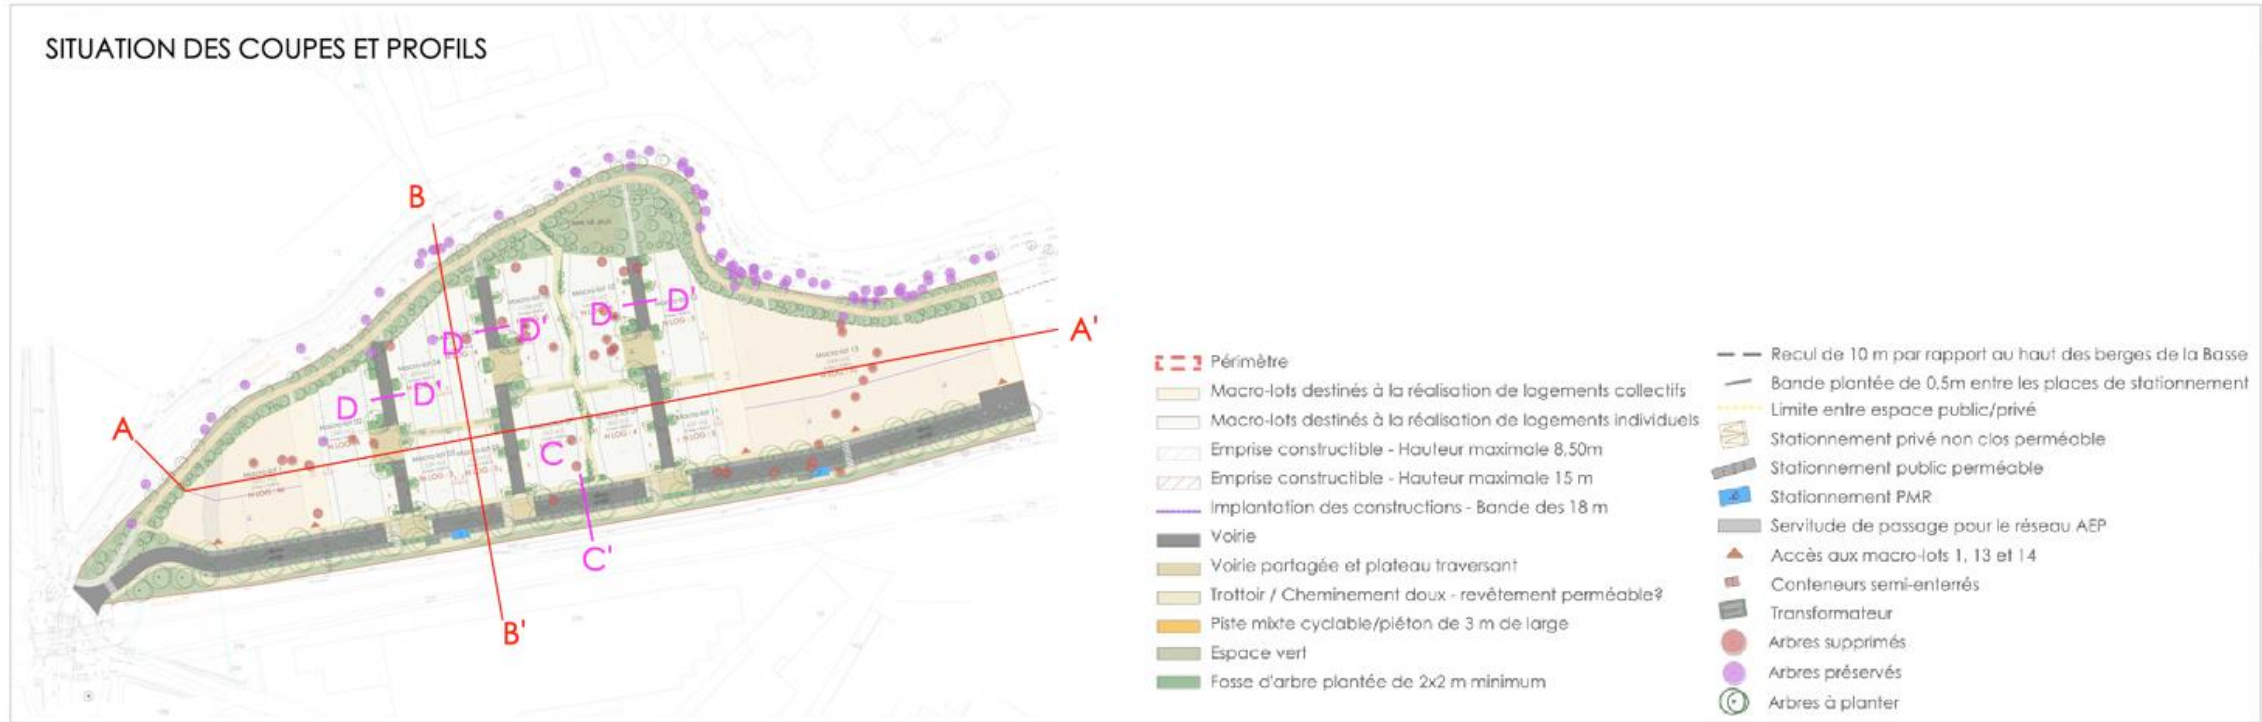 SITUATION DES COUPES ET PROFILS
B
A
A'
D
D'
D
D'
D
D'
C
C'
B'
Macro-lot 13
Périmètre
Macro-lots destinés à la réalisation de logements collectifs
Macro-lots destinés à la réalisation de logements individuels
Emprise constructible - Hauteur maximale 8,50m
Emprise constructible - Hauteur maximale 15 m
Implantation des constructions - Bande des 18 m
Voirie
Voirie partagée et plateau traversant
Trottoir / Cheminement doux - revêtement perméable?
Piste mixte cyclable/piéton de 3 m de large
Espace vert
Fosse d'arbre plantée de 2x2 m minimum
Recul de 10 m par rapport au haut des berges de la Basse
Bande plantée de 0,5m entre les places de stationnement
Limite entre espace public/privé
Stationnement privé non clos perméable
Stationnement public perméable
Stationnement PMR
Servitude de passage pour le réseau AEP
Accès aux macro-lots 1, 13 et 14
Conteneurs semi-enterrés
Transformateur
Arbres supprimés
Arbres préservés
Arbres à planter